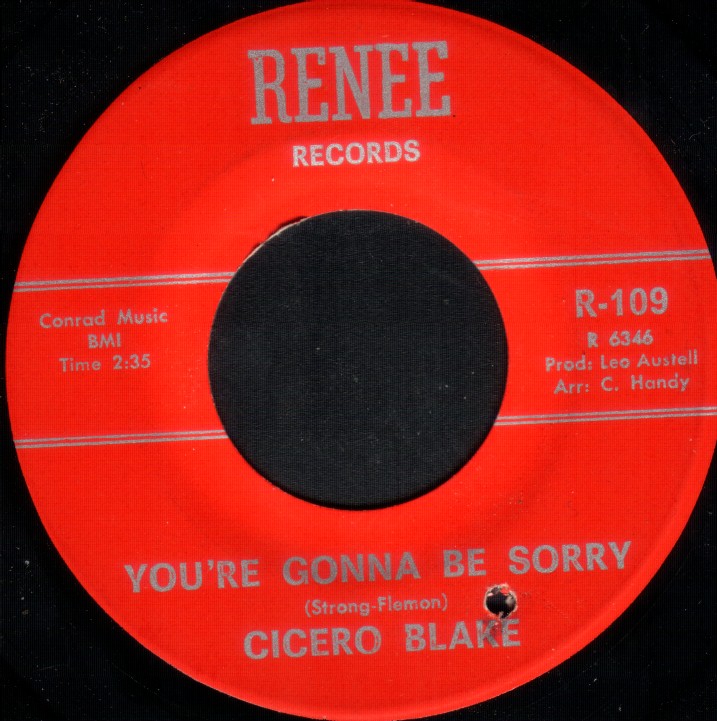 RENEE
RECORDS
Conrad Music
BMI
Time 2:35
R-109
R 6346
Prod: Leo Austell
Arr: C. Handy
YOU'RE GONNA BE SORRY
(Strong-Flemon)
CICERO BLAKE